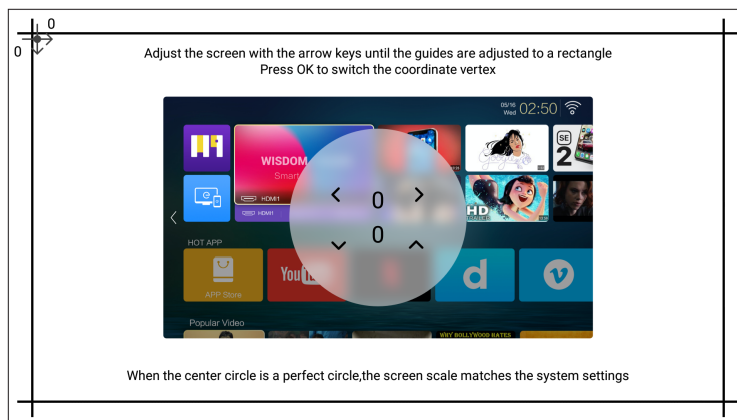 0
0
Adjust the screen with the arrow keys until the guides are adjusted to a rectangle
Press OK to switch the coordinate vertex
05/16
Wed
02:50
WISDOM
Smart
HDMI1
HDMI1
SE
2
HD
0
0
HOT APP
APP Store
You
d
Popular Video
WHY BOLLYWOOD HATES
When the center circle is a perfect circle,the screen scale matches the system settings